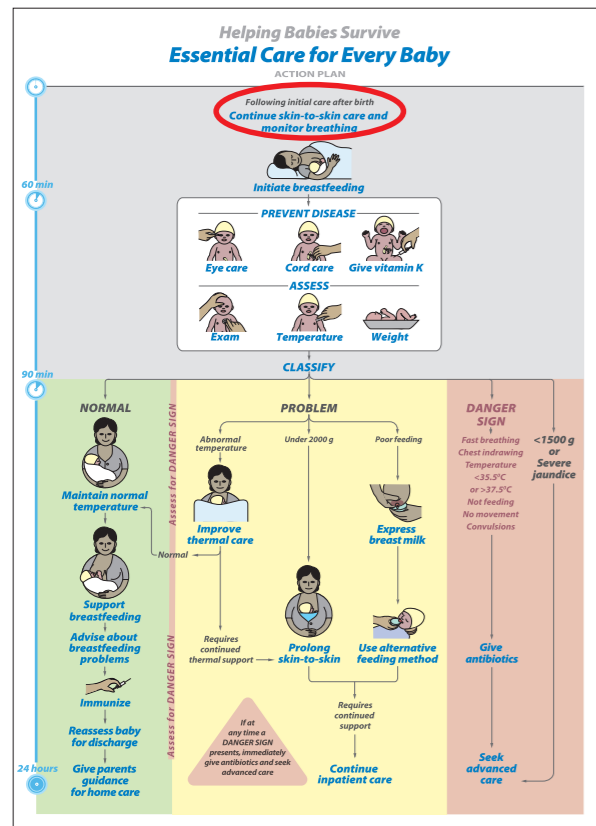 Helping Babies Survive
Essential Care for Every Baby
ACTION PLAN
Following initial care after birth
Continue skin-to-skin care and
monitor breathing
Initiate breastfeeding
60 min
PREVENT DISEASE
Eye care
Cord care
Give vitamin K
ASSESS
Exam
Temperature
Weight
CLASSIFY
90 min
NORMAL
Maintain normal
temperature
Support
breastfeeding
Advise about
breastfeeding
problems
Immunize
Reassess baby
for discharge
Give parents
guidance
for home care
24 hours
Assess for DANGER SIGN
Assess for DANGER SIGN
PROBLEM
Abnormal
temperature
Improve
thermal care
Normal
Requires
continued
thermal support
Under 2000 g
Prolong
skin-to-skin
Poor feeding
Express
breast milk
Use alternative
feeding method
Requires
continued
support
Continue
inpatient care
If at
any time a
DANGER SIGN
presents, immediately
give antibiotics and seek
advanced care
DANGER
SIGN
Fast breathing
Chest indrawing
Temperature
<35.5°C
or >37.5°C
Not feeding
No movement
Convulsions
Give
antibiotics
Seek
advanced
care
<1500 g
or
Severe
jaundice